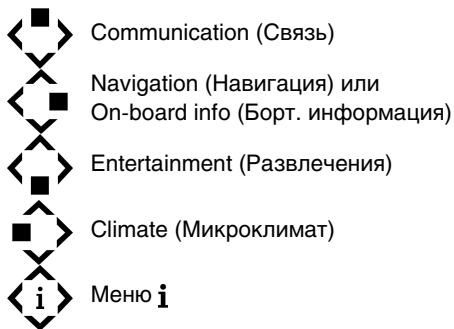 Communication (Связь)
Navigation (Навигация) или
On-board info (Борт. информация)
Entertainment (Развлечения)
Climate (Микроклимат)
i Меню i